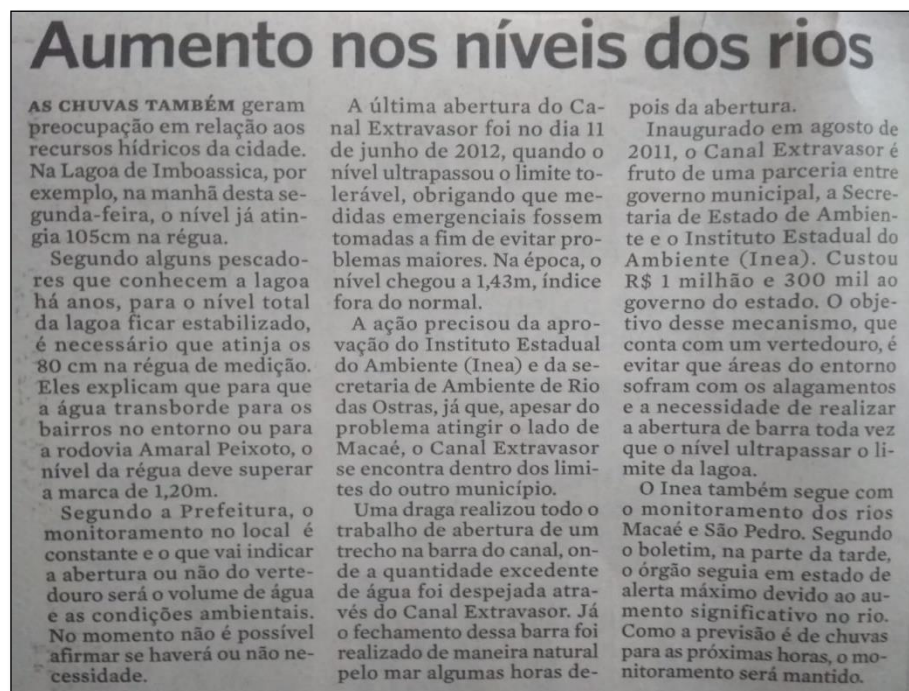 Aumento nos níveis dos rios
AS CHUVAS TAMBÉM geram
preocupação em relação aos
recursos hídricos da cidade.
Na Lagoa de Imboassica, por
exemplo, na manhã desta se-
gunda-feira, o nível já atin-
gia 105cm na régua.
Segundo alguns pescado-
res que conhecem a lagoa
há anos, para o nível total
da lagoa ficar estabilizado,
é necessário que atinja os
80 cm na régua de medição.
Eles explicam que para que
a água transborde para os
bairros no entorno ou para
a rodovia Amaral Peixoto, o
nível da régua deve superar
a marca de 1,20m.
Segundo a Prefeitura, o
monitoramento no local é
constante e o que vai indicar
a abertura ou não do verte-
douro será o volume de água
e as condições ambientais.
No momento não é possível
afirmar se haverá ou não ne-
cessidade.
A última abertura do Ca-
nal Extravasor foi no dia 11
de junho de 2012, quando o
nível ultrapassou o limite to-
lerável, obrigando que me-
didas emergenciais fossem
tomadas a fim de evitar pro-
blemas maiores. Na época, o
nível chegou a 1,43m, índice
fora do normal.
A ação precisou da apro-
vação do Instituto Estadual
do Ambiente (Inea) e da se-
cretaria de Ambiente de Rio
das Ostras, já que, apesar do
problema atingir o lado de
Macaé, o Canal Extravasor
se encontra dentro dos limi-
tes do outro município.
Uma draga realizou todo o
trabalho de abertura de um
trecho na barra do canal, on-
de a quantidade excedente
de água foi despejada atra-
vés do Canal Extravasor. Já
o fechamento dessa barra foi
realizado de maneira natural
pelo mar algumas horas de-
pois da abertura.
Inaugurado em agosto de
2011, o Canal Extravasor é
fruto de uma parceria entre
governo municipal, a Secre-
taria de Estado de Ambien-
te e o Instituto Estadual do
Ambiente (Inea). Custou
R$ 1 milhão e 300 mil ao
governo do estado. O obje-
tivo desse mecanismo, que
conta com um vertedouro, é
evitar que áreas do entorno
sofram com os alagamentos
e a necessidade de realizar
a abertura de barra toda vez
que o nível ultrapassar o li-
mite da lagoa.
O Inea também segue com
o monitoramento dos rios
Macaé e São Pedro. Segundo
o boletim, na parte da tarde,
o órgão seguia em estado de
alerta máximo devido ao au-
mento significativo no rio.
Como a previsão é de chuvas
para as próximas horas, o mo-
nitoramento será mantido.